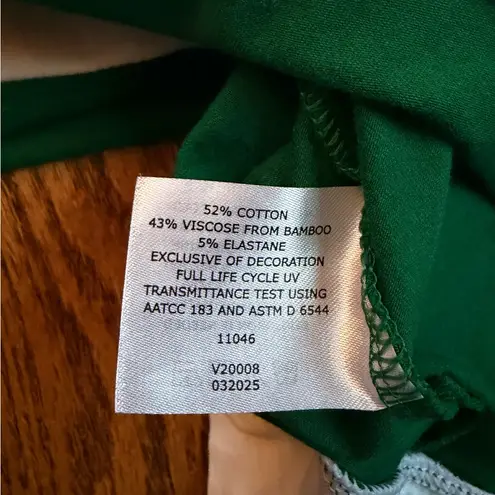 52% COTTON
43% VISCOSE FROM BAMBOO
5% ELASTANE
EXCLUSIVE OF DECORATION
FULL LIFE CYCLE UV
TRANSMITTANCE TEST USING
AATCC 183 AND ASTM D 6544
11046
V20008
032025